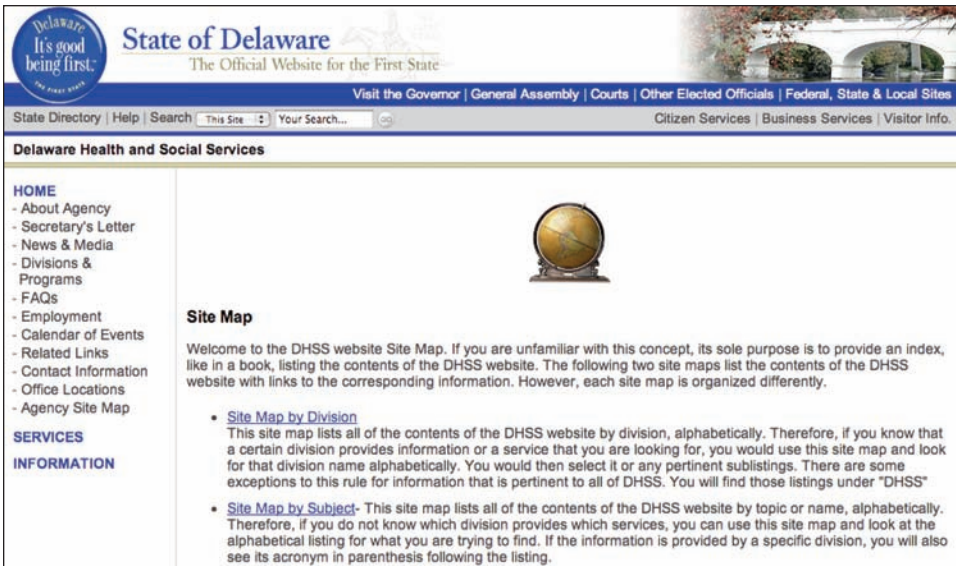 Delaware
It's good
being first.
THE FIRST STATE
State of Delaware
The Official Website for the First State
Visit the Governor | General Assembly | Courts | Other Elected Officials | Federal, State & Local Sites
State Directory | Help | Search This Site Your Search... GO Citizen Services | Business Services | Visitor Info.
Delaware Health and Social Services
HOME
- About Agency
- Secretary's Letter
- News & Media
- Divisions &
Programs
- FAQs
- Employment
- Calendar of Events
- Related Links
- Contact Information
- Office Locations
- Agency Site Map
SERVICES
INFORMATION
Site Map
Welcome to the DHSS website Site Map. If you are unfamiliar with this concept, its sole purpose is to provide an index,
like in a book, listing the contents of the DHSS website. The following two site maps list the contents of the DHSS
website with links to the corresponding information. However, each site map is organized differently.
• Site Map by Division
This site map lists all of the contents of the DHSS website by division, alphabetically. Therefore, if you know that
a certain division provides information or a service that you are looking for, you would use this site map and look
for that division name alphabetically. You would then select it or any pertinent sublistings. There are some
exceptions to this rule for information that is pertinent to all of DHSS. You will find those listings under "DHSS"
• Site Map by Subject- This site map lists all of the contents of the DHSS website by topic or name, alphabetically.
Therefore, if you do not know which division provides which services, you can use this site map and look at the
alphabetical listing for what you are trying to find. If the information is provided by a specific division, you will also
see its acronym in parenthesis following the listing.